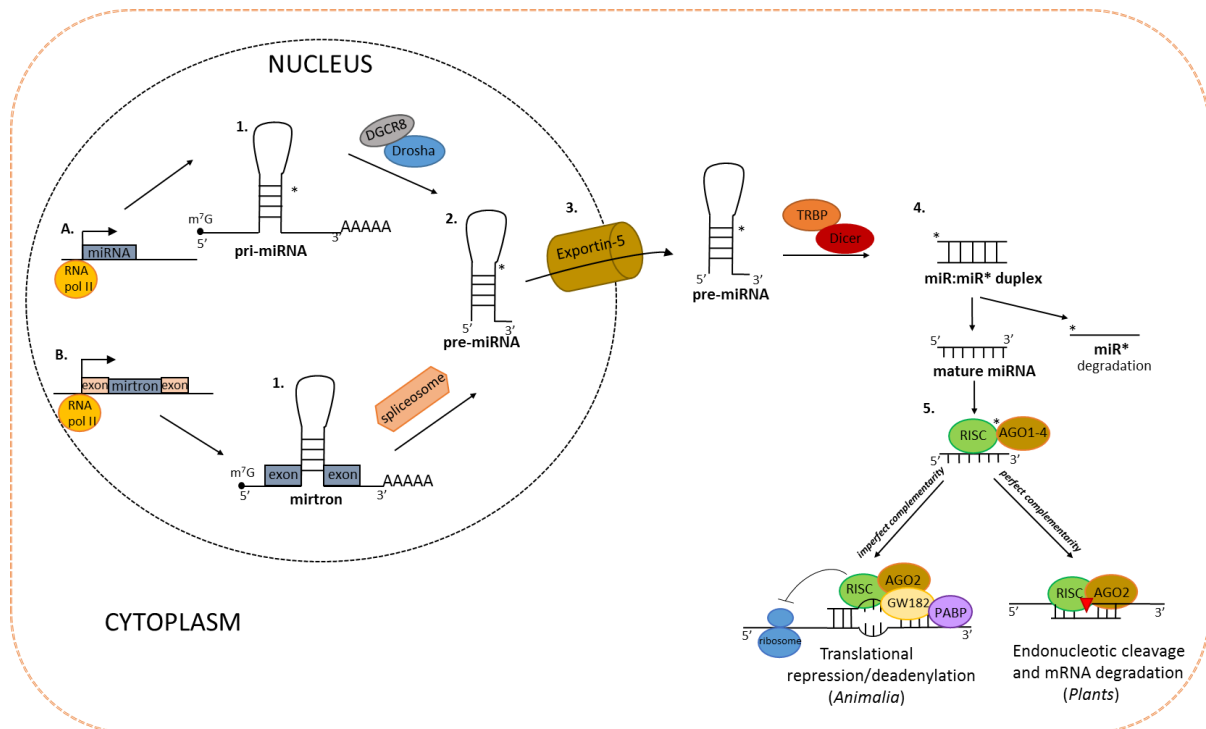 NUCLEUS
1.
DGCR8
Drosha
*
m⁷G
5’
3’
AAAAA
pri-miRNA
A.
miRNA
RNA
pol II
2.
*
5’
3’
pre-miRNA
3.
Exportin-5
*
5’
3’
pre-miRNA
TRBP
Dicer
4.
*
miR:miR* duplex
5’
3’
mature miRNA
*
miR*
degradation
B.
exon
mirtron
exon
RNA
pol II
1.
spliceosome
m⁷G
exon
exon
5’
3’
AAAAA
mirtron
5.
RISC
*
AGO1-4
5’
3’
imperfect complementarity
perfect complementarity
RISC
AGO2
GW182
PABP
ribosome
5’
3’
Translational
repression/deadenylation
(Animalia)
RISC
AGO2
5’
3’
Endonucleotic cleavage
and mRNA degradation
(Plants)
CYTOPLASM